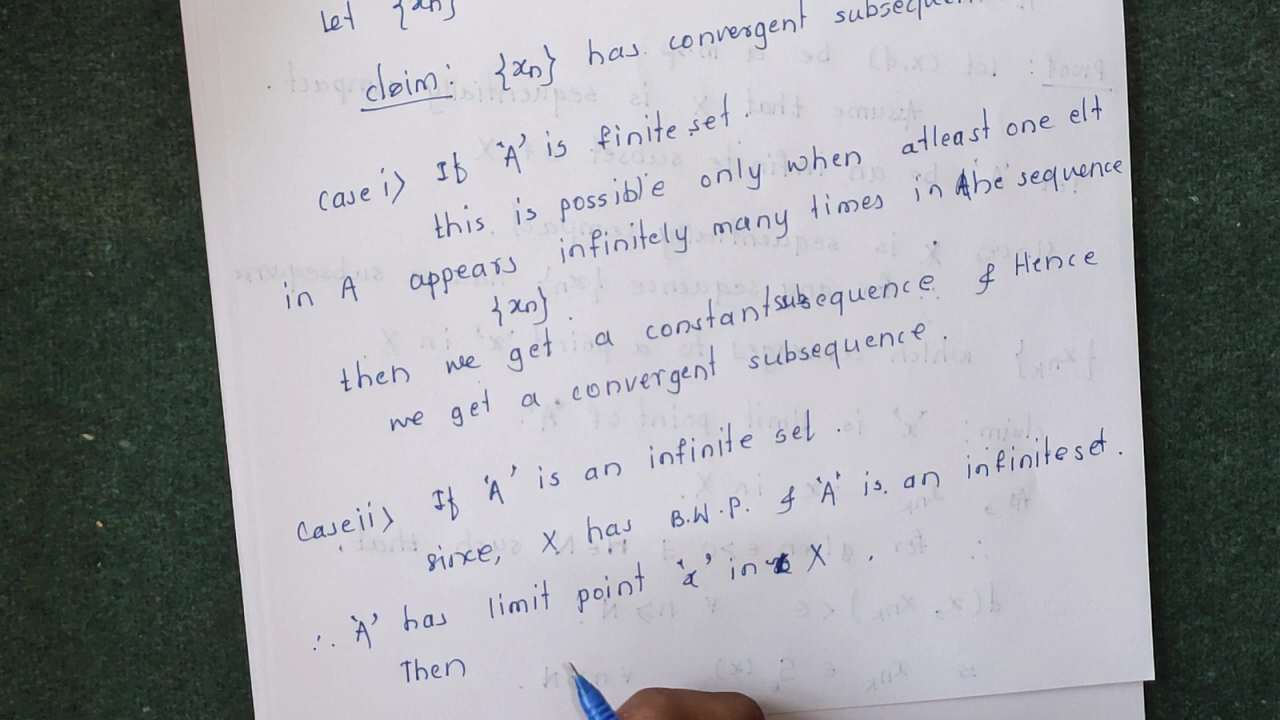 Let {xn}
claim: {xn} has convergent
case i> If 'A' is finite set.
this is possible only when atleast one elt
in A appears infinitely many times in the sequence
{xn}.
then we get a constant subsequence & Hence
we get a convergent subsequence.
Case ii> If 'A' is an infinite set.
since, X has B.W.P. & 'A' is an infinite set.
∴ 'A' has limit point 'x' in X.
Then